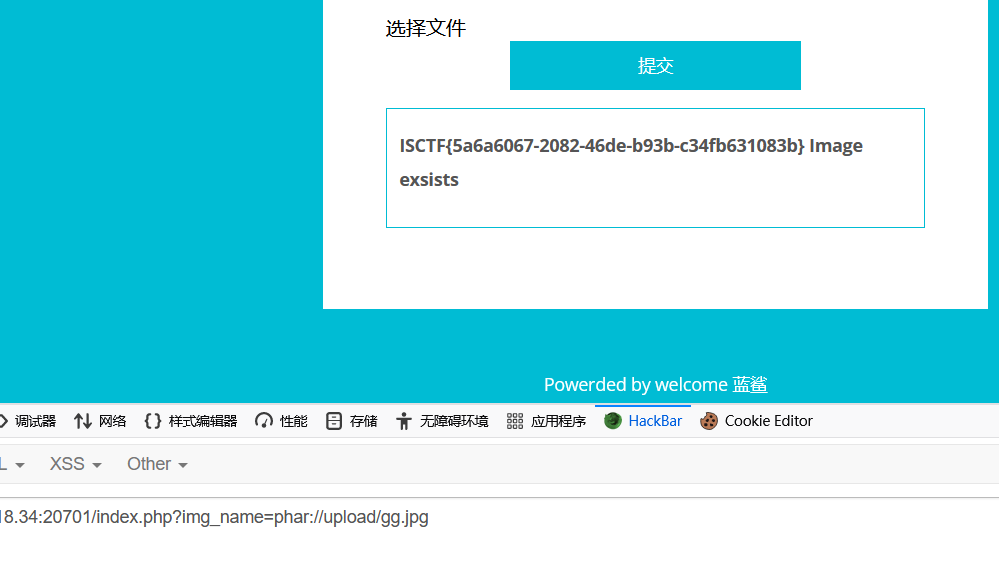 选择文件
提交
ISCTF{5a6a6067-2082-46de-b93b-c34fb631083b} Image
exsists
Powerded by welcome 蓝鲨
调试器 网络 {} 样式编辑器 性能 存储 无障碍环境 应用程序 HackBar Cookie Editor
L XSS Other
18.34:20701/index.php?img_name=phar://upload/gg.jpg